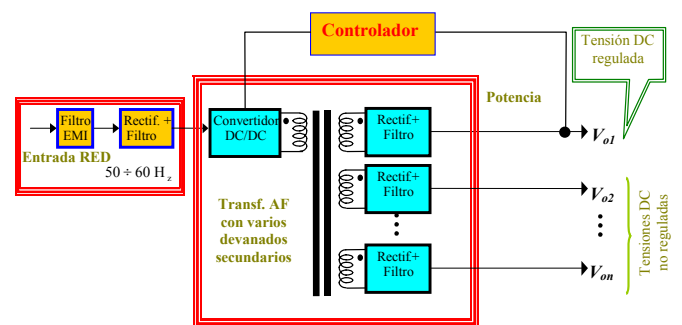 Controlador
Tensión DC
regulada
Filtro
EMI
Rectif. +
Filtro
Entrada RED
50 ÷ 60 Hz
Convertidor
DC/DC
Rectif+
Filtro
Potencia
Vo1
Transf. AF
con varios
devanados
secundarios
Rectif+
Filtro
Vo2
Rectif+
Filtro
Von
Tensiones DC
no reguladas